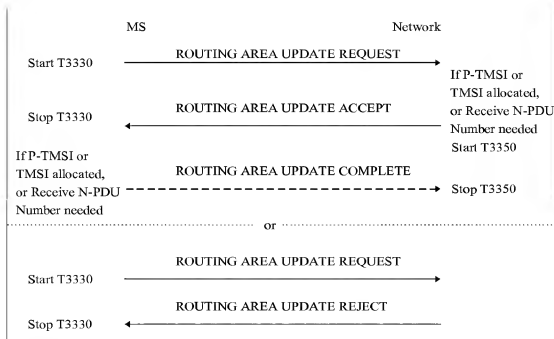 MS Network
ROUTING AREA UPDATE REQUEST
Start T3330
If P-TMSI or
TMSI allocated,
or Receive N-PDU
Number needed
Start T3350
ROUTING AREA UPDATE ACCEPT
Stop T3330
If P-TMSI or
TMSI allocated,
or Receive N-PDU
Number needed
ROUTING AREA UPDATE COMPLETE
Stop T3350
or
ROUTING AREA UPDATE REQUEST
Start T3330
ROUTING AREA UPDATE REJECT
Stop T3330